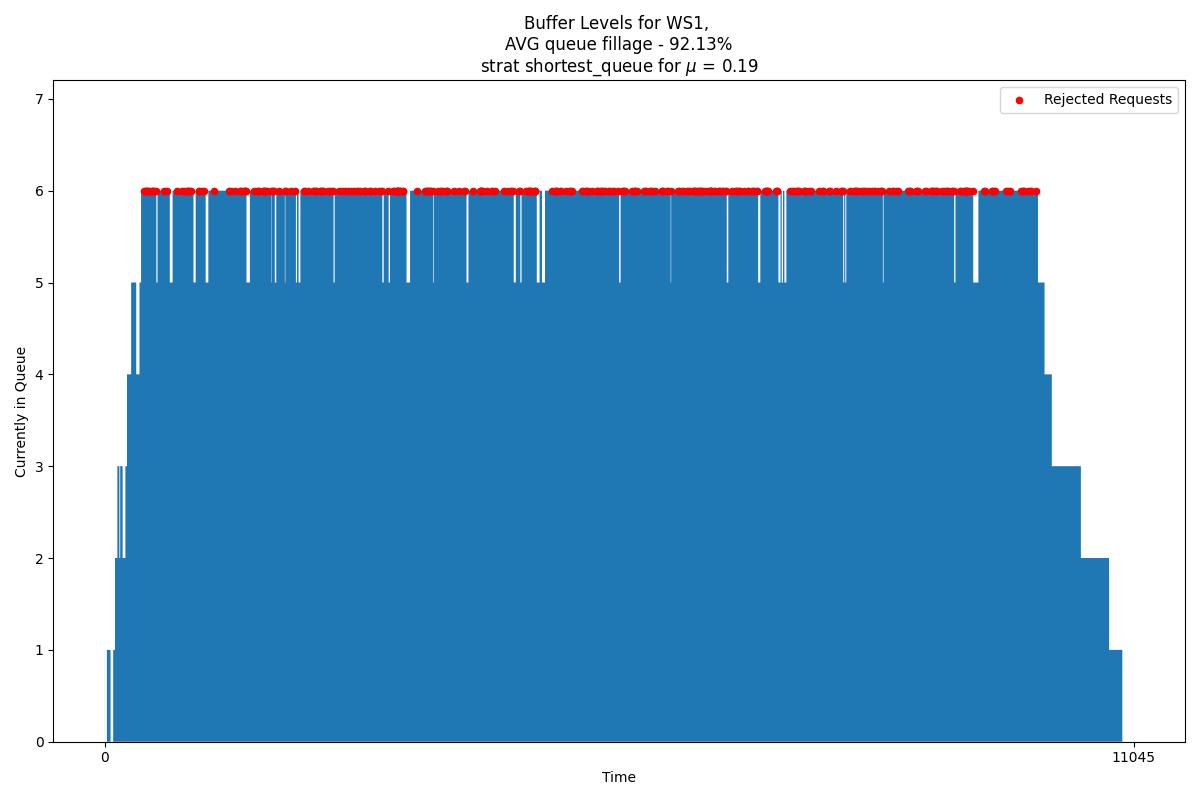 Buffer Levels for WS1,
AVG queue fillage - 92.13%
strat shortest_queue for μ = 0.19
Rejected Requests
Currently in Queue
7
6
5
4
3
2
1
0
0
11045
Time